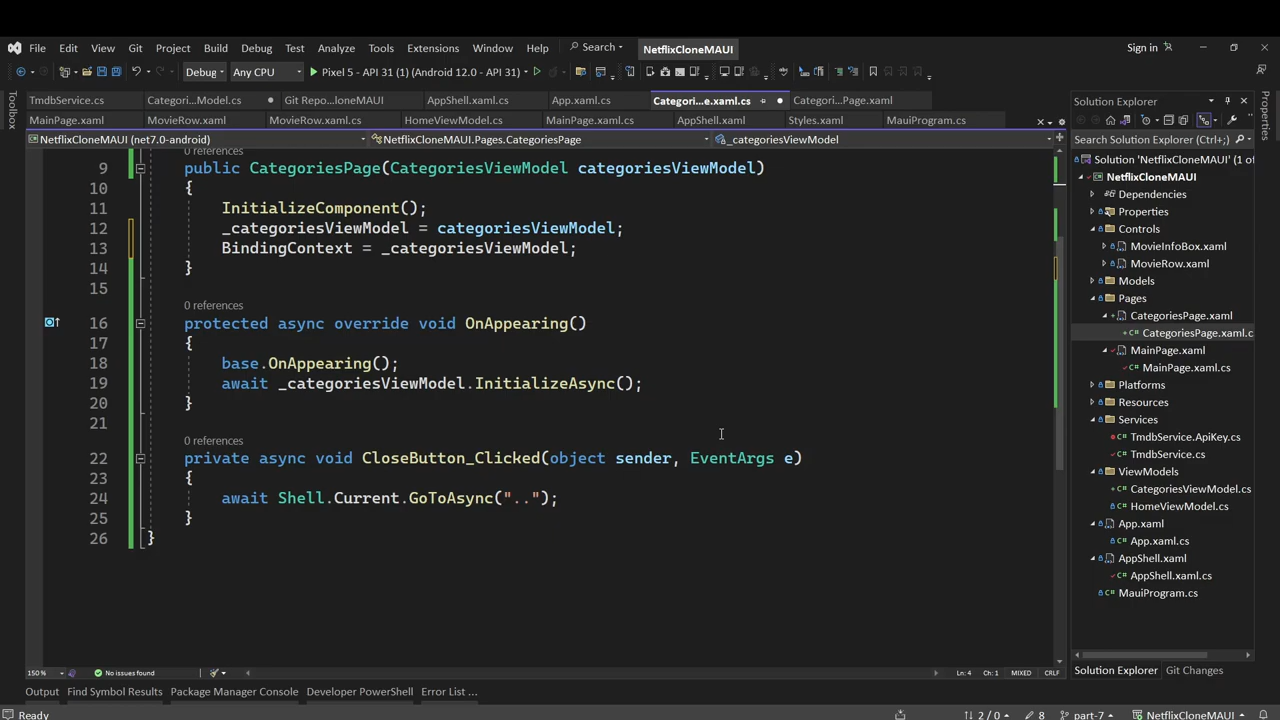 File Edit View Git Project Build Debug Test Analyze Tools Extensions Window Help Search NetflixCloneMAUI Sign in
Debug Any CPU Pixel 5 - API 31 (1) (Android 12.0 - API 31)
TmdbService.cs Categori...Model.cs Git Repo...loneMAUI AppShell.xaml.cs App.xaml.cs Categori...e.xaml.cs Categori...Page.xaml
MainPage.xaml MovieRow.xaml MovieRow.xaml.cs HomeViewModel.cs MainPage.xaml.cs AppShell.xaml Styles.xaml MauiProgram.cs
NetflixCloneMAUI (net7.0-android) NetflixCloneMAUI.Pages.CategoriesPage _categoriesViewModel
0 references
9 public CategoriesPage(CategoriesViewModel categoriesViewModel)
10 {
11 InitializeComponent();
12 _categoriesViewModel = categoriesViewModel;
13 BindingContext = _categoriesViewModel;
14 }
15
0 references
16 protected async override void OnAppearing()
17 {
18 base.OnAppearing();
19 await _categoriesViewModel.InitializeAsync();
20 }
21
0 references
22 private async void CloseButton_Clicked(object sender, EventArgs e)
23 {
24 await Shell.Current.GoToAsync("..");
25 }
26 }
150 % No issues found Ln: 4 Ch: 1 MIXED CRLF
Output Find Symbol Results Package Manager Console Developer PowerShell Error List ...
Ready 2 / 0 8 part-7 NetflixCloneMAUI
Toolbox
Solution Explorer
Search Solution Explorer (Ctrl+;)
Solution 'NetflixCloneMAUI' (1 of
NetflixCloneMAUI
Dependencies
Properties
Controls
MovieInfoBox.xaml
MovieRow.xaml
Models
Pages
CategoriesPage.xaml
CategoriesPage.xaml.c
MainPage.xaml
MainPage.xaml.cs
Platforms
Resources
Services
TmdbService.ApiKey.cs
TmdbService.cs
ViewModels
CategoriesViewModel.cs
HomeViewModel.cs
App.xaml
App.xaml.cs
AppShell.xaml
AppShell.xaml.cs
MauiProgram.cs
Solution Explorer Git Changes
Properties